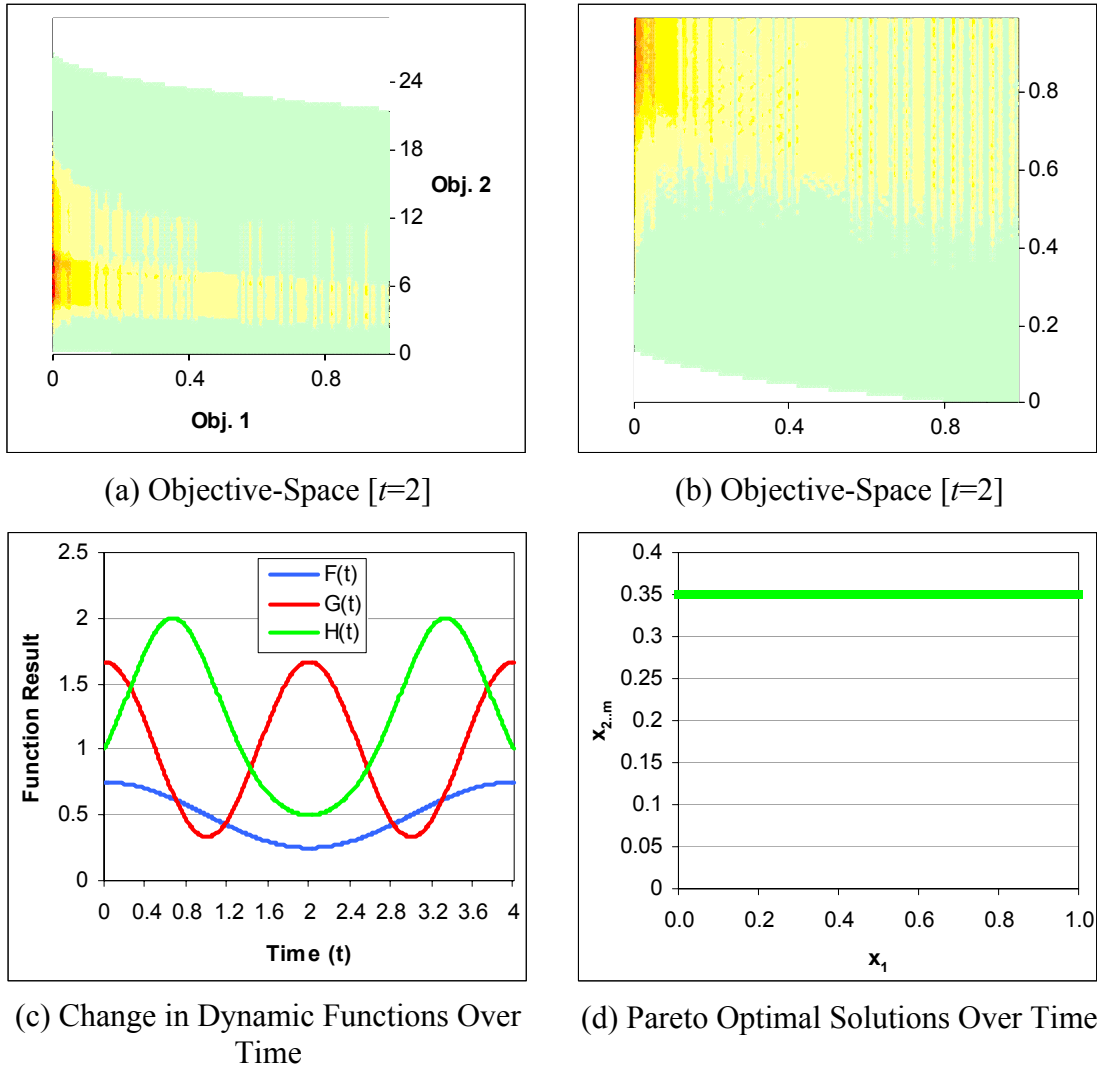 24
18
Obj. 2
12
6
0
0
0.4
0.8
Obj. 1
(a) Objective-Space [t=2]
0.8
0.6
0.4
0.2
0
0
0.4
0.8
(b) Objective-Space [t=2]
2.5
2
1.5
1
0.5
0
Function Result
F(t)
G(t)
H(t)
0 0.4 0.8 1.2 1.6 2 2.4 2.8 3.2 3.6 4
Time (t)
(c) Change in Dynamic Functions Over
Time
0.4
0.35
0.3
0.25
0.2
0.15
0.1
0.05
0
x2..m
0.0 0.2 0.4 0.6 0.8 1.0
x1
(d) Pareto Optimal Solutions Over Time